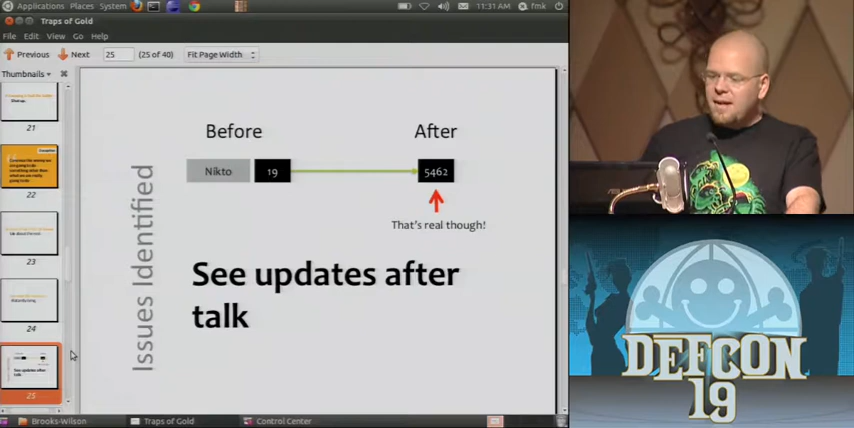 Applications Places System
11:31 AM
fmk
Traps of Gold
File Edit View Go Help
Previous Next 25 (25 of 40) Fit Page Width
Thumbnails
21
22
23
24
See updates after
talk
25
Issues Identified
Before After
Nikto 19 5462
That's real though!
See updates after
talk
Brooks-Wilson Traps of Gold Control Center
DEFCON
19